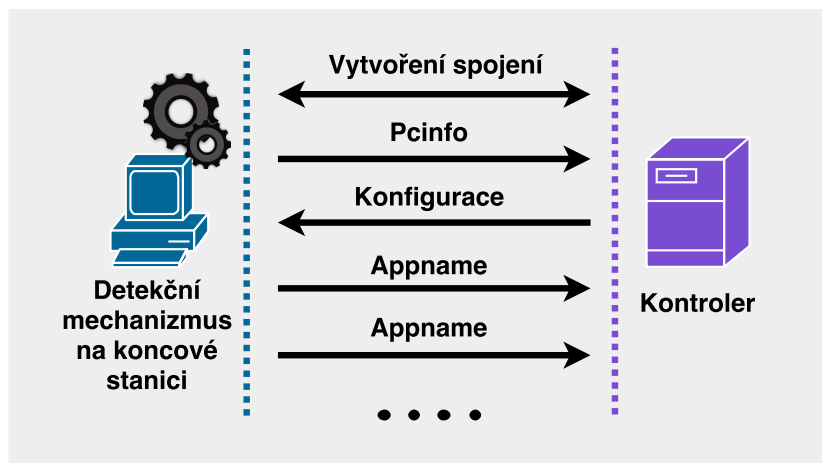 Vytvoření spojení
Pcinfo
Konfigurace
Appname
Appname
Detekční
mechanizmus
na koncové
stanici
Kontroler